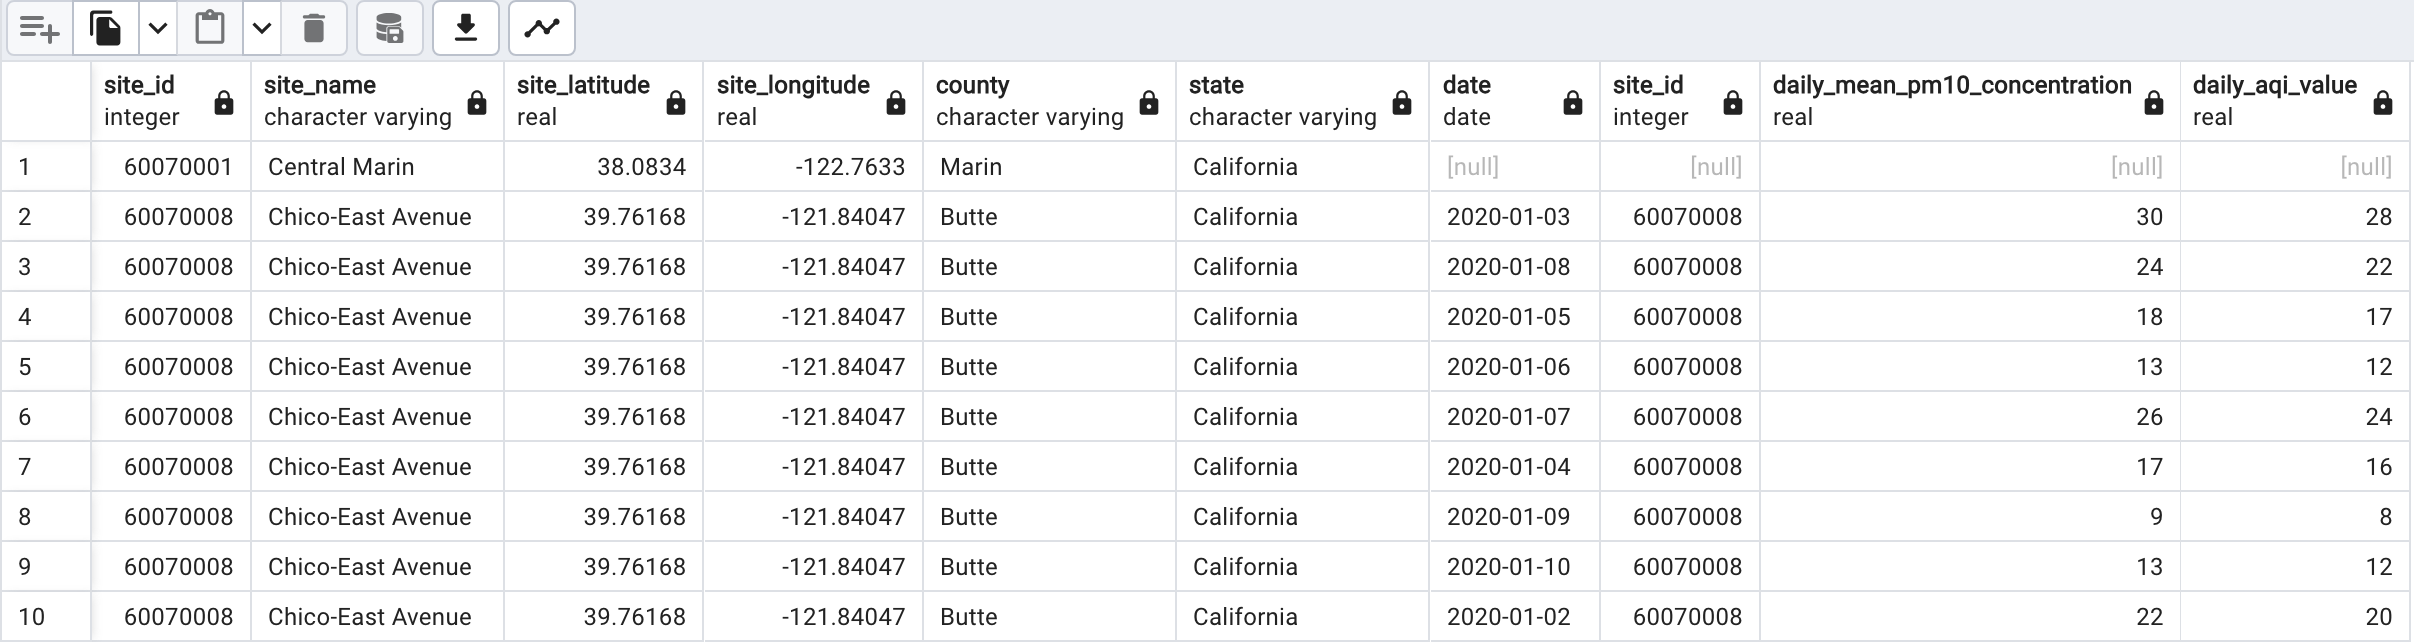 site_id integer site_name character varying site_latitude real site_longitude real county character varying state character varying date date site_id integer daily_mean_pm10_concentration real daily_aqi_value real
1 60070001 Central Marin 38.0834 -122.7633 Marin California [null] [null] [null] [null]
2 60070008 Chico-East Avenue 39.76168 -121.84047 Butte California 2020-01-03 60070008 30 28
3 60070008 Chico-East Avenue 39.76168 -121.84047 Butte California 2020-01-08 60070008 24 22
4 60070008 Chico-East Avenue 39.76168 -121.84047 Butte California 2020-01-05 60070008 18 17
5 60070008 Chico-East Avenue 39.76168 -121.84047 Butte California 2020-01-06 60070008 13 12
6 60070008 Chico-East Avenue 39.76168 -121.84047 Butte California 2020-01-07 60070008 26 24
7 60070008 Chico-East Avenue 39.76168 -121.84047 Butte California 2020-01-04 60070008 17 16
8 60070008 Chico-East Avenue 39.76168 -121.84047 Butte California 2020-01-09 60070008 9 8
9 60070008 Chico-East Avenue 39.76168 -121.84047 Butte California 2020-01-10 60070008 13 12
10 60070008 Chico-East Avenue 39.76168 -121.84047 Butte California 2020-01-02 60070008 22 20